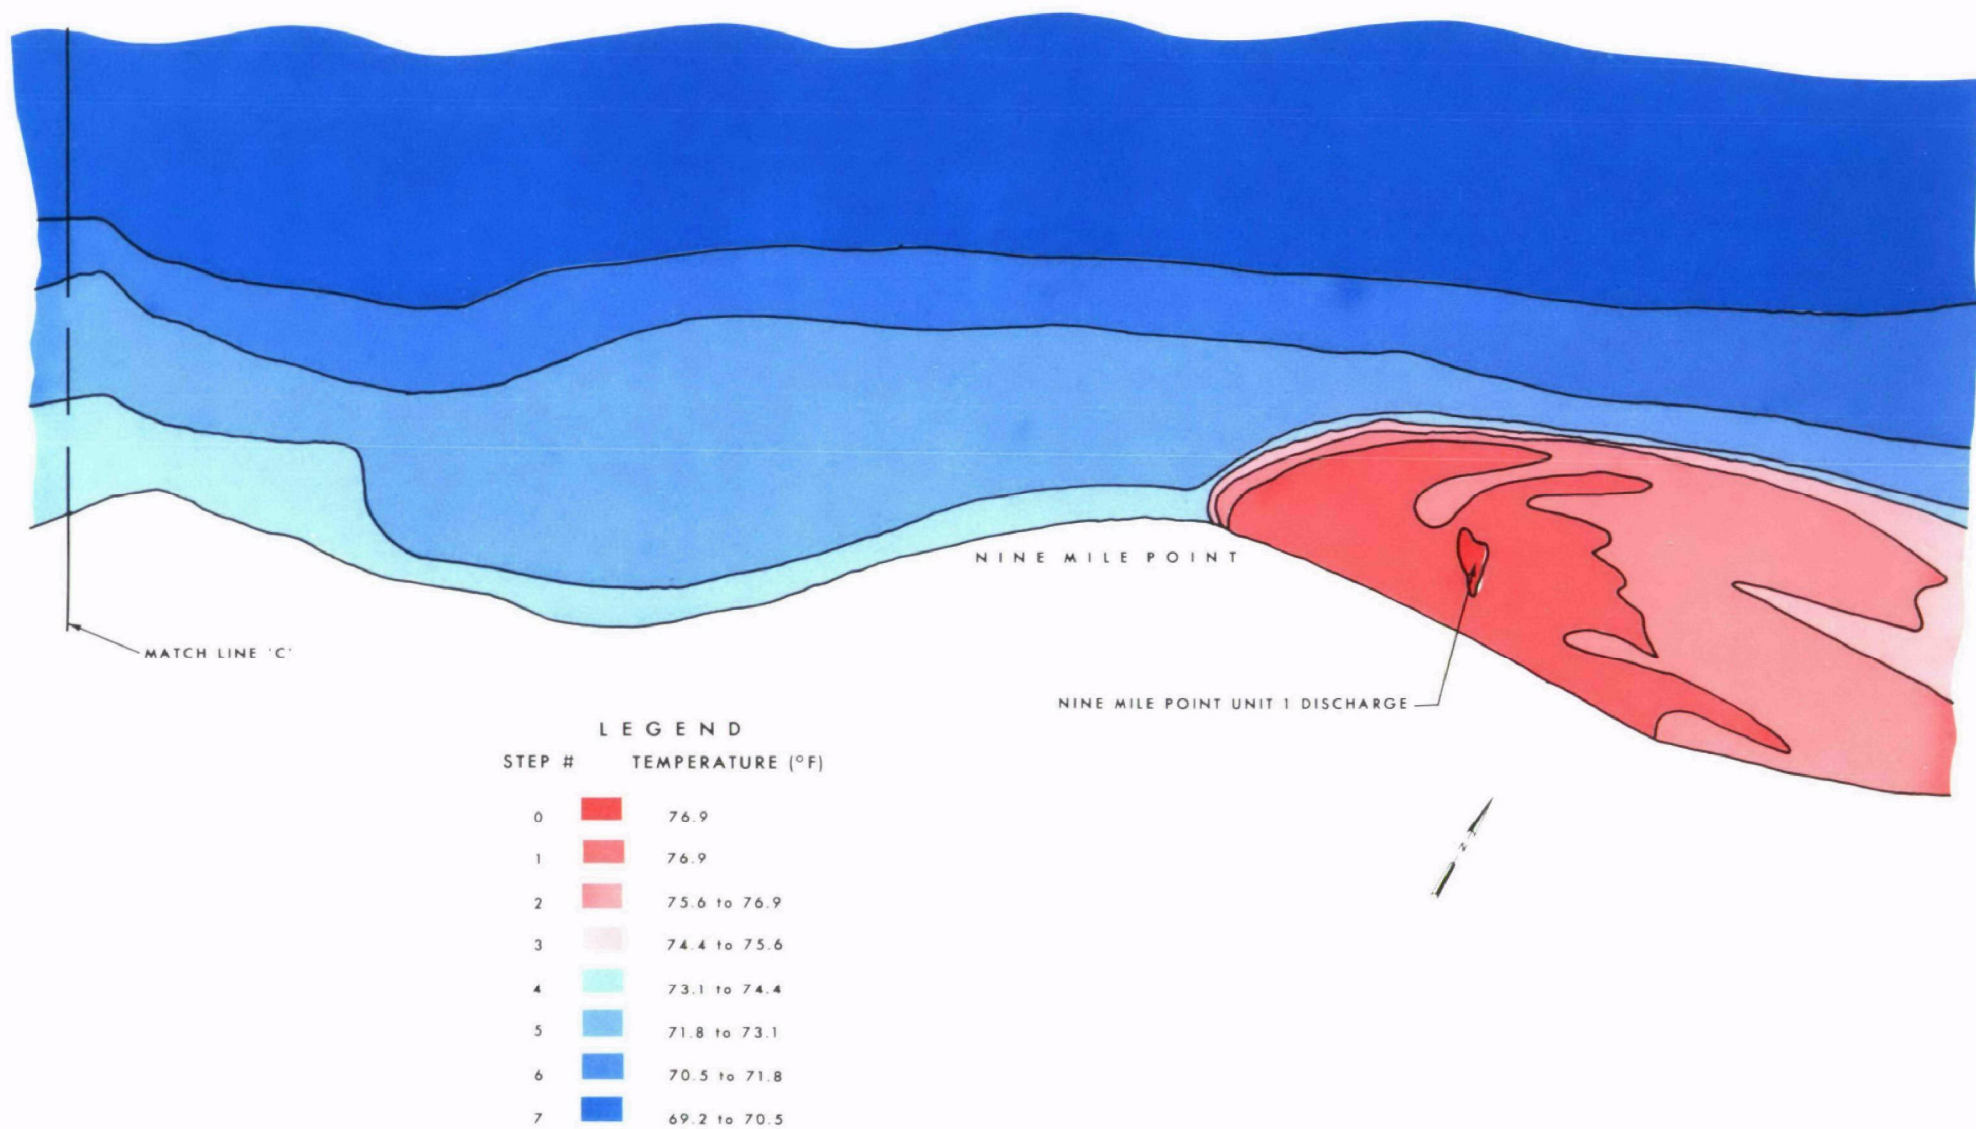 NINE MILE POINT
MATCH LINE 'C'
NINE MILE POINT UNIT 1 DISCHARGE
LEGEND
STEP # TEMPERATURE (°F)
0 76.9
1 76.9
2 75.6 to 76.9
3 74.4 to 75.6
4 73.1 to 74.4
5 71.8 to 73.1
6 70.5 to 71.8
7 69.2 to 70.5
N